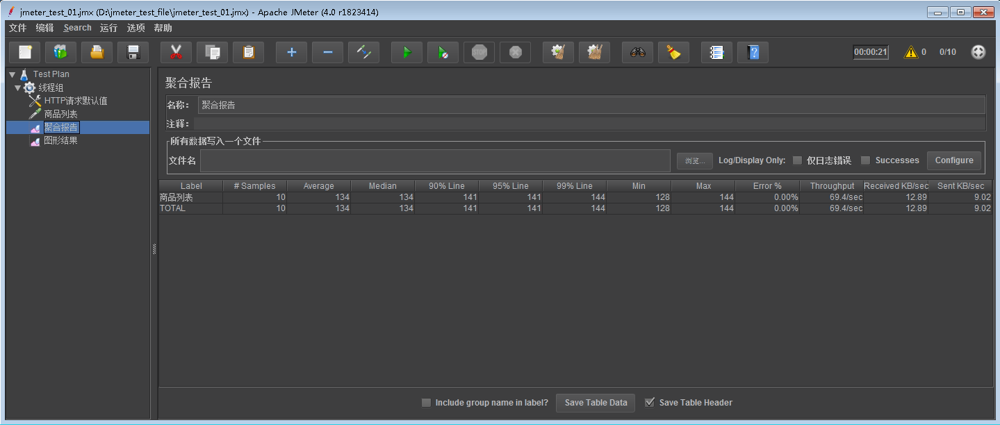 jmeter_test_01.jmx (D:\jmeter_test_file\jmeter_test_01.jmx) - Apache JMeter (4.0 r1823414)
文件 编辑 Search 运行 选项 帮助
STOP 00:00:21 0 0/10
Test Plan
线程组
HTTP请求默认值
商品列表
聚合报告
图形结果
聚合报告
名称: 聚合报告
注释:
所有数据写入一个文件
文件名 浏览... Log/Display Only: 仅日志错误 Successes Configure
Label # Samples Average Median 90% Line 95% Line 99% Line Min Max Error % Throughput Received KB/sec Sent KB/sec
商品列表 10 134 134 141 141 144 128 144 0.00% 69.4/sec 12.89 9.02
TOTAL 10 134 134 141 141 144 128 144 0.00% 69.4/sec 12.89 9.02
Include group name in label? Save Table Data Save Table Header